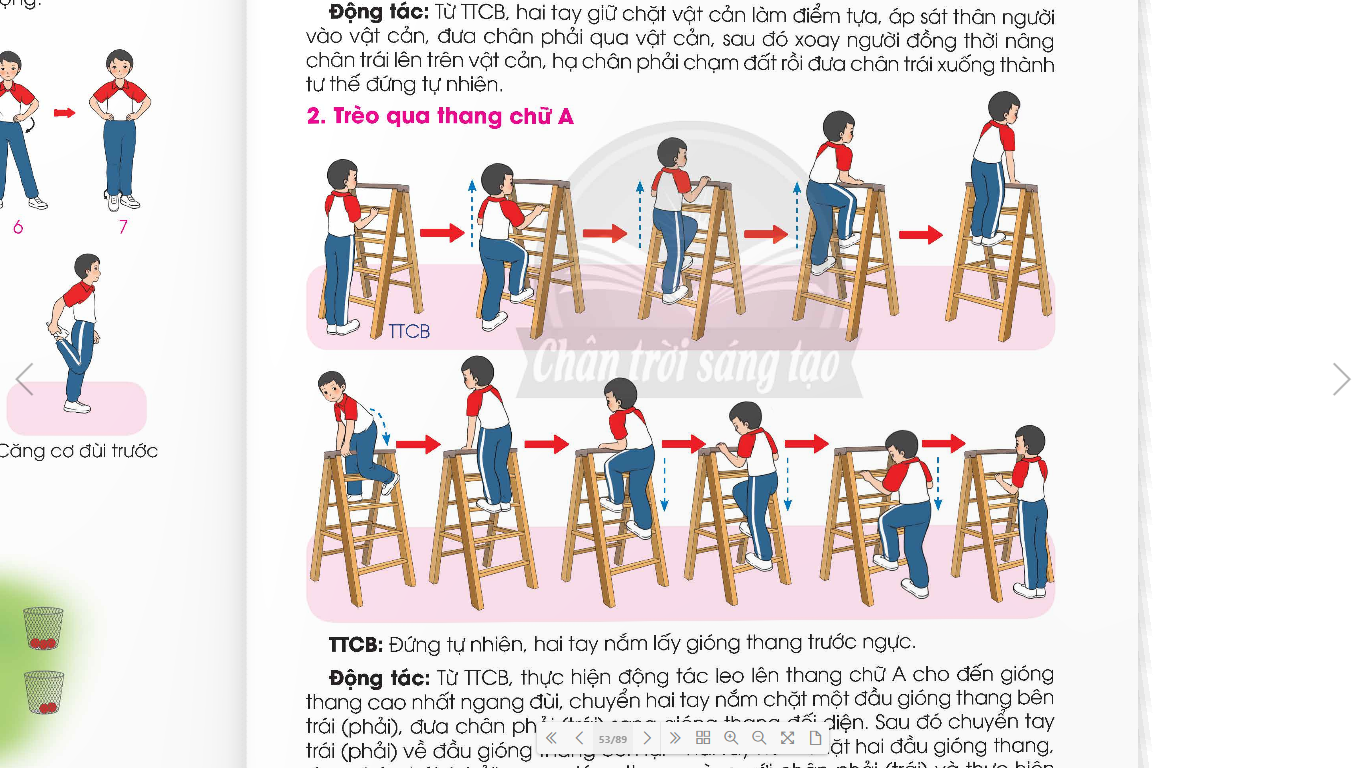 Động tác: Từ TTCB, hai tay giữ chặt vật cản làm điểm tựa, áp sát thân người
vào vật cản, đưa chân phải qua vật cản, sau đó xoay người đồng thời nâng
chân trái lên trên vật cản, hạ chân phải chạm đất rồi đưa chân trái xuống thành
tư thế đứng tự nhiên.
2. Trèo qua thang chữ A
6
7
TTCB
Chân trời sáng tạo
Căng cơ đùi trước
TTCB: Đứng tự nhiên, hai tay nắm lấy gióng thang trước ngực.
Động tác: Từ TTCB, thực hiện động tác leo lên thang chữ A cho đến gióng
thang cao nhất ngang đùi, chuyển hai tay nắm chặt một đầu gióng thang bên
trái (phải), đưa chân diện. Sau đó chuyển tay
trái (phải) về đầu gióng hai đầu gióng thang,
53/89